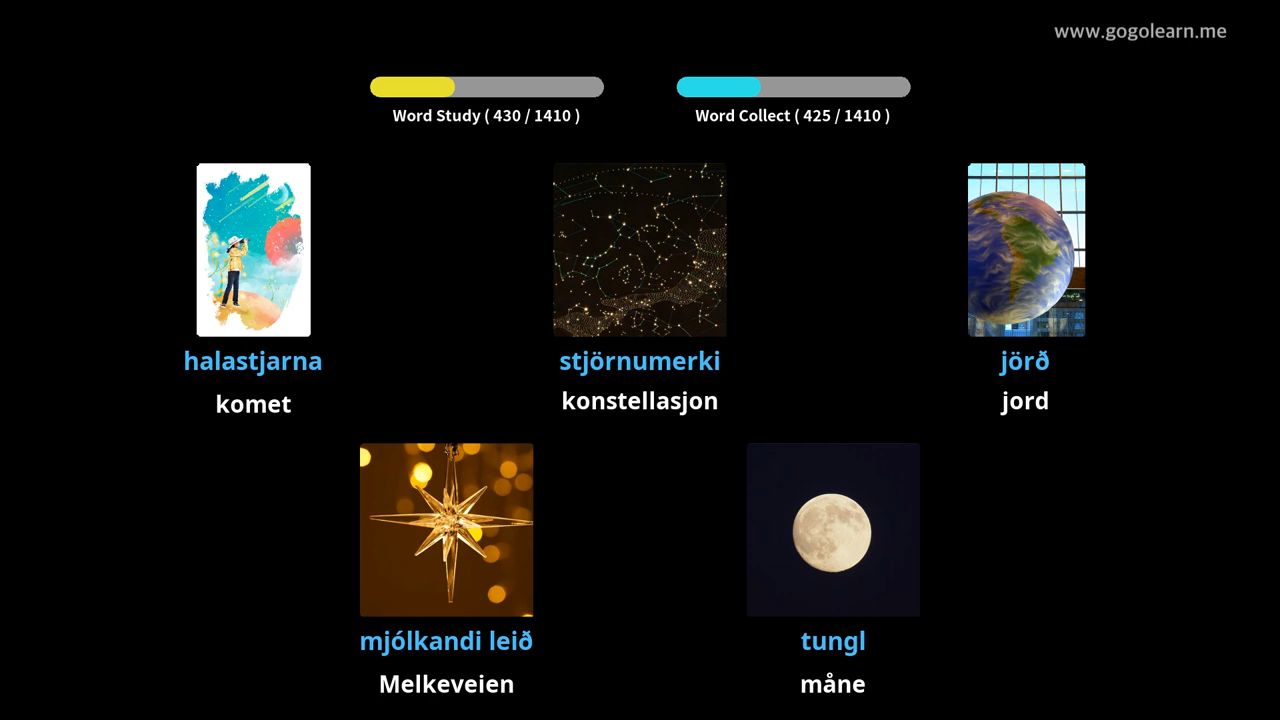 www.gogolearn.me
Word Study ( 430 / 1410 )
Word Collect ( 425 / 1410 )
halastjarna
stjörnumerki
jörð
komet
konstellasjon
jord
mjólkandi leið
tungl
Melkeveien
måne